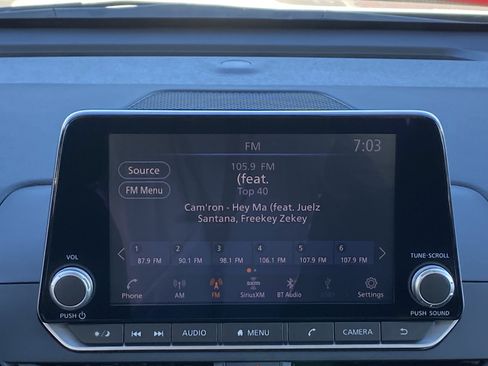 FM
7:03
Source
105.9 FM
(feat.
FM Menu
Top 40
Cam'ron - Hey Ma (feat. Juelz
Santana, Freekey Zekey
1 2 3 4 5 6
87.9 FM 90.1 FM 98.1 FM 106.1 FM 107.9 FM 107.9 FM
VOL
TUNE·SCROLL
sxm
Phone AM FM SiriusXM BT Audio Settings
PUSH
PUSH SOUND
AUDIO MENU CAMERA